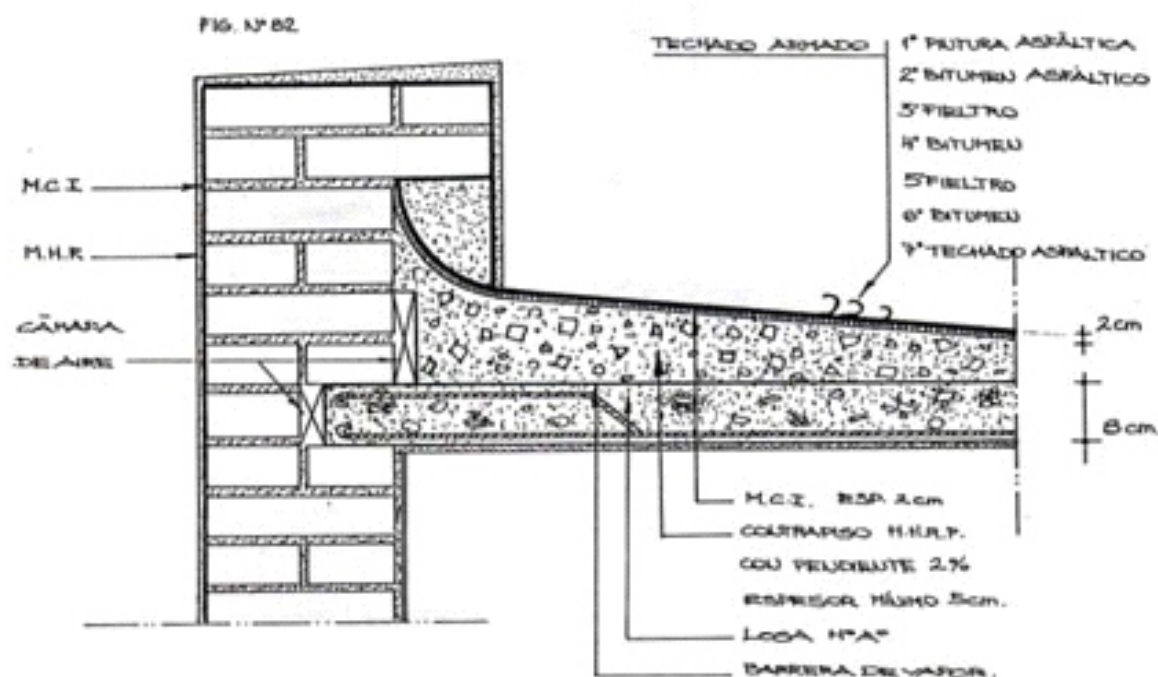 FIG. Nº 82
TECHADO ARMADO
1º PINTURA ASFÁLTICA
2º BITUMEN ASFÁLTICO
3º FIELTRO
4º BITUMEN
5º FIELTRO
6º BITUMEN
7º TECHADO ASFALTICO
M.C.I
M.H.R
CÁMARA
DE AIRE
2cm
8cm
M.C.I. ESP. 2cm
CONTRAPISO H.H.R.P.
CON PENDIENTE 2%
ESPESOR MÍNIMO 5cm.
LOSA HºAº
BARRERA DE VAPOR.